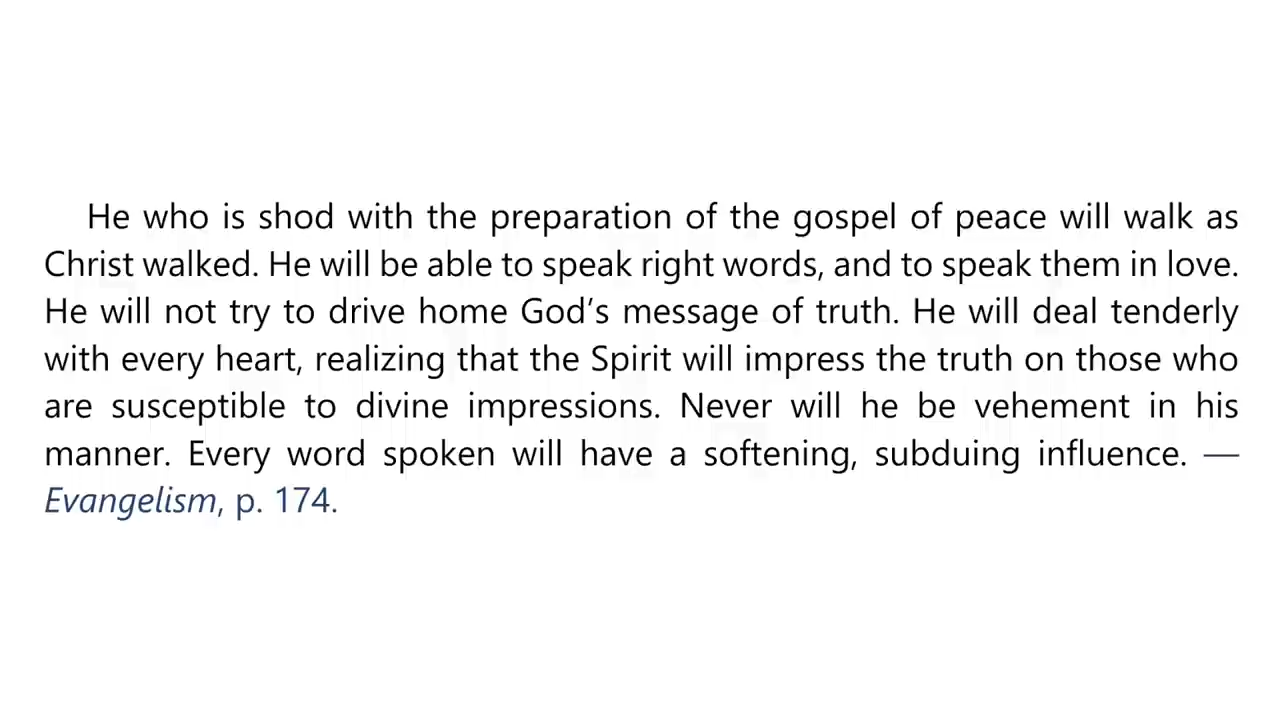 He who is shod with the preparation of the gospel of peace will walk as
Christ walked. He will be able to speak right words, and to speak them in love.
He will not try to drive home God’s message of truth. He will deal tenderly
with every heart, realizing that the Spirit will impress the truth on those who
are susceptible to divine impressions. Never will he be vehement in his
manner. Every word spoken will have a softening, subduing influence. —
Evangelism, p. 174.